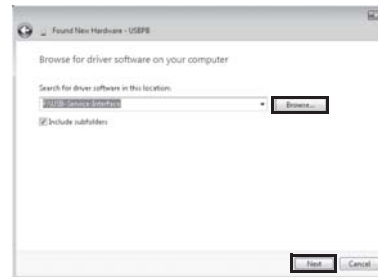 Found New Hardware - USBPB
Browse for driver software on your computer
Search for driver software in this location:
Browse...
Include subfolders
Next Cancel